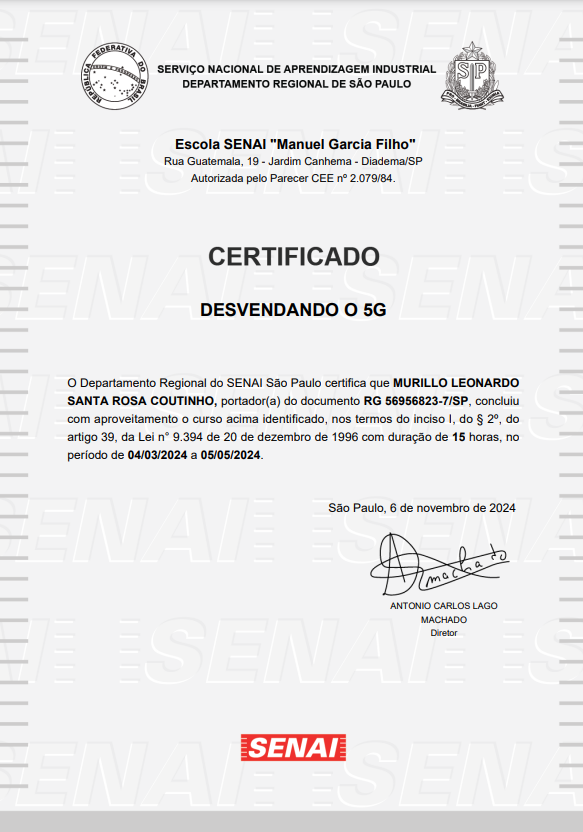 REPÚBLICA FEDERATIVA DO BRASIL
SERVIÇO NACIONAL DE APRENDIZAGEM INDUSTRIAL
DEPARTAMENTO REGIONAL DE SÃO PAULO
SP
Escola SENAI "Manuel Garcia Filho"
Rua Guatemala, 19 - Jardim Canhema - Diadema/SP
Autorizada pelo Parecer CEE nº 2.079/84.
CERTIFICADO
DESVENDANDO O 5G
O Departamento Regional do SENAI São Paulo certifica que MURILLO LEONARDO
SANTA ROSA COUTINHO, portador(a) do documento RG 56956823-7/SP, concluiu
com aproveitamento o curso acima identificado, nos termos do inciso I, do § 2º, do
artigo 39, da Lei n° 9.394 de 20 de dezembro de 1996 com duração de 15 horas, no
período de 04/03/2024 a 05/05/2024.
São Paulo, 6 de novembro de 2024
Machado
ANTONIO CARLOS LAGO
MACHADO
Diretor
SENAI